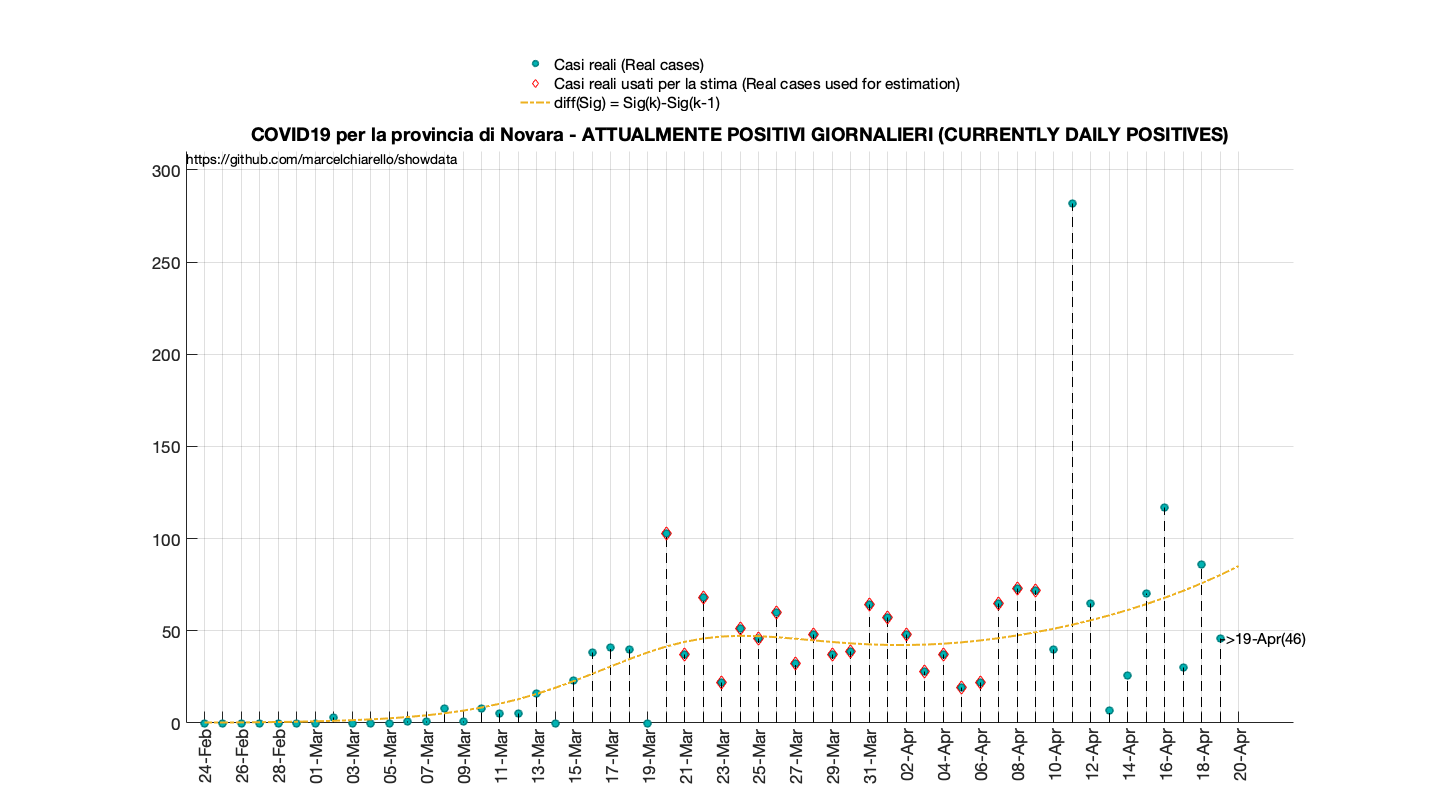 Casi reali (Real cases)
Casi reali usati per la stima (Real cases used for estimation)
diff(Sig) = Sig(k)-Sig(k-1)
COVID19 per la provincia di Novara - ATTUALMENTE POSITIVI GIORNALIERI (CURRENTLY DAILY POSITIVES)
https://github.com/marcelchiarello/showdata
300
250
200
150
100
50
0
->19-Apr(46)
24-Feb
26-Feb
28-Feb
01-Mar
03-Mar
05-Mar
07-Mar
09-Mar
11-Mar
13-Mar
15-Mar
17-Mar
19-Mar
21-Mar
23-Mar
25-Mar
27-Mar
29-Mar
31-Mar
02-Apr
04-Apr
06-Apr
08-Apr
10-Apr
12-Apr
14-Apr
16-Apr
18-Apr
20-Apr